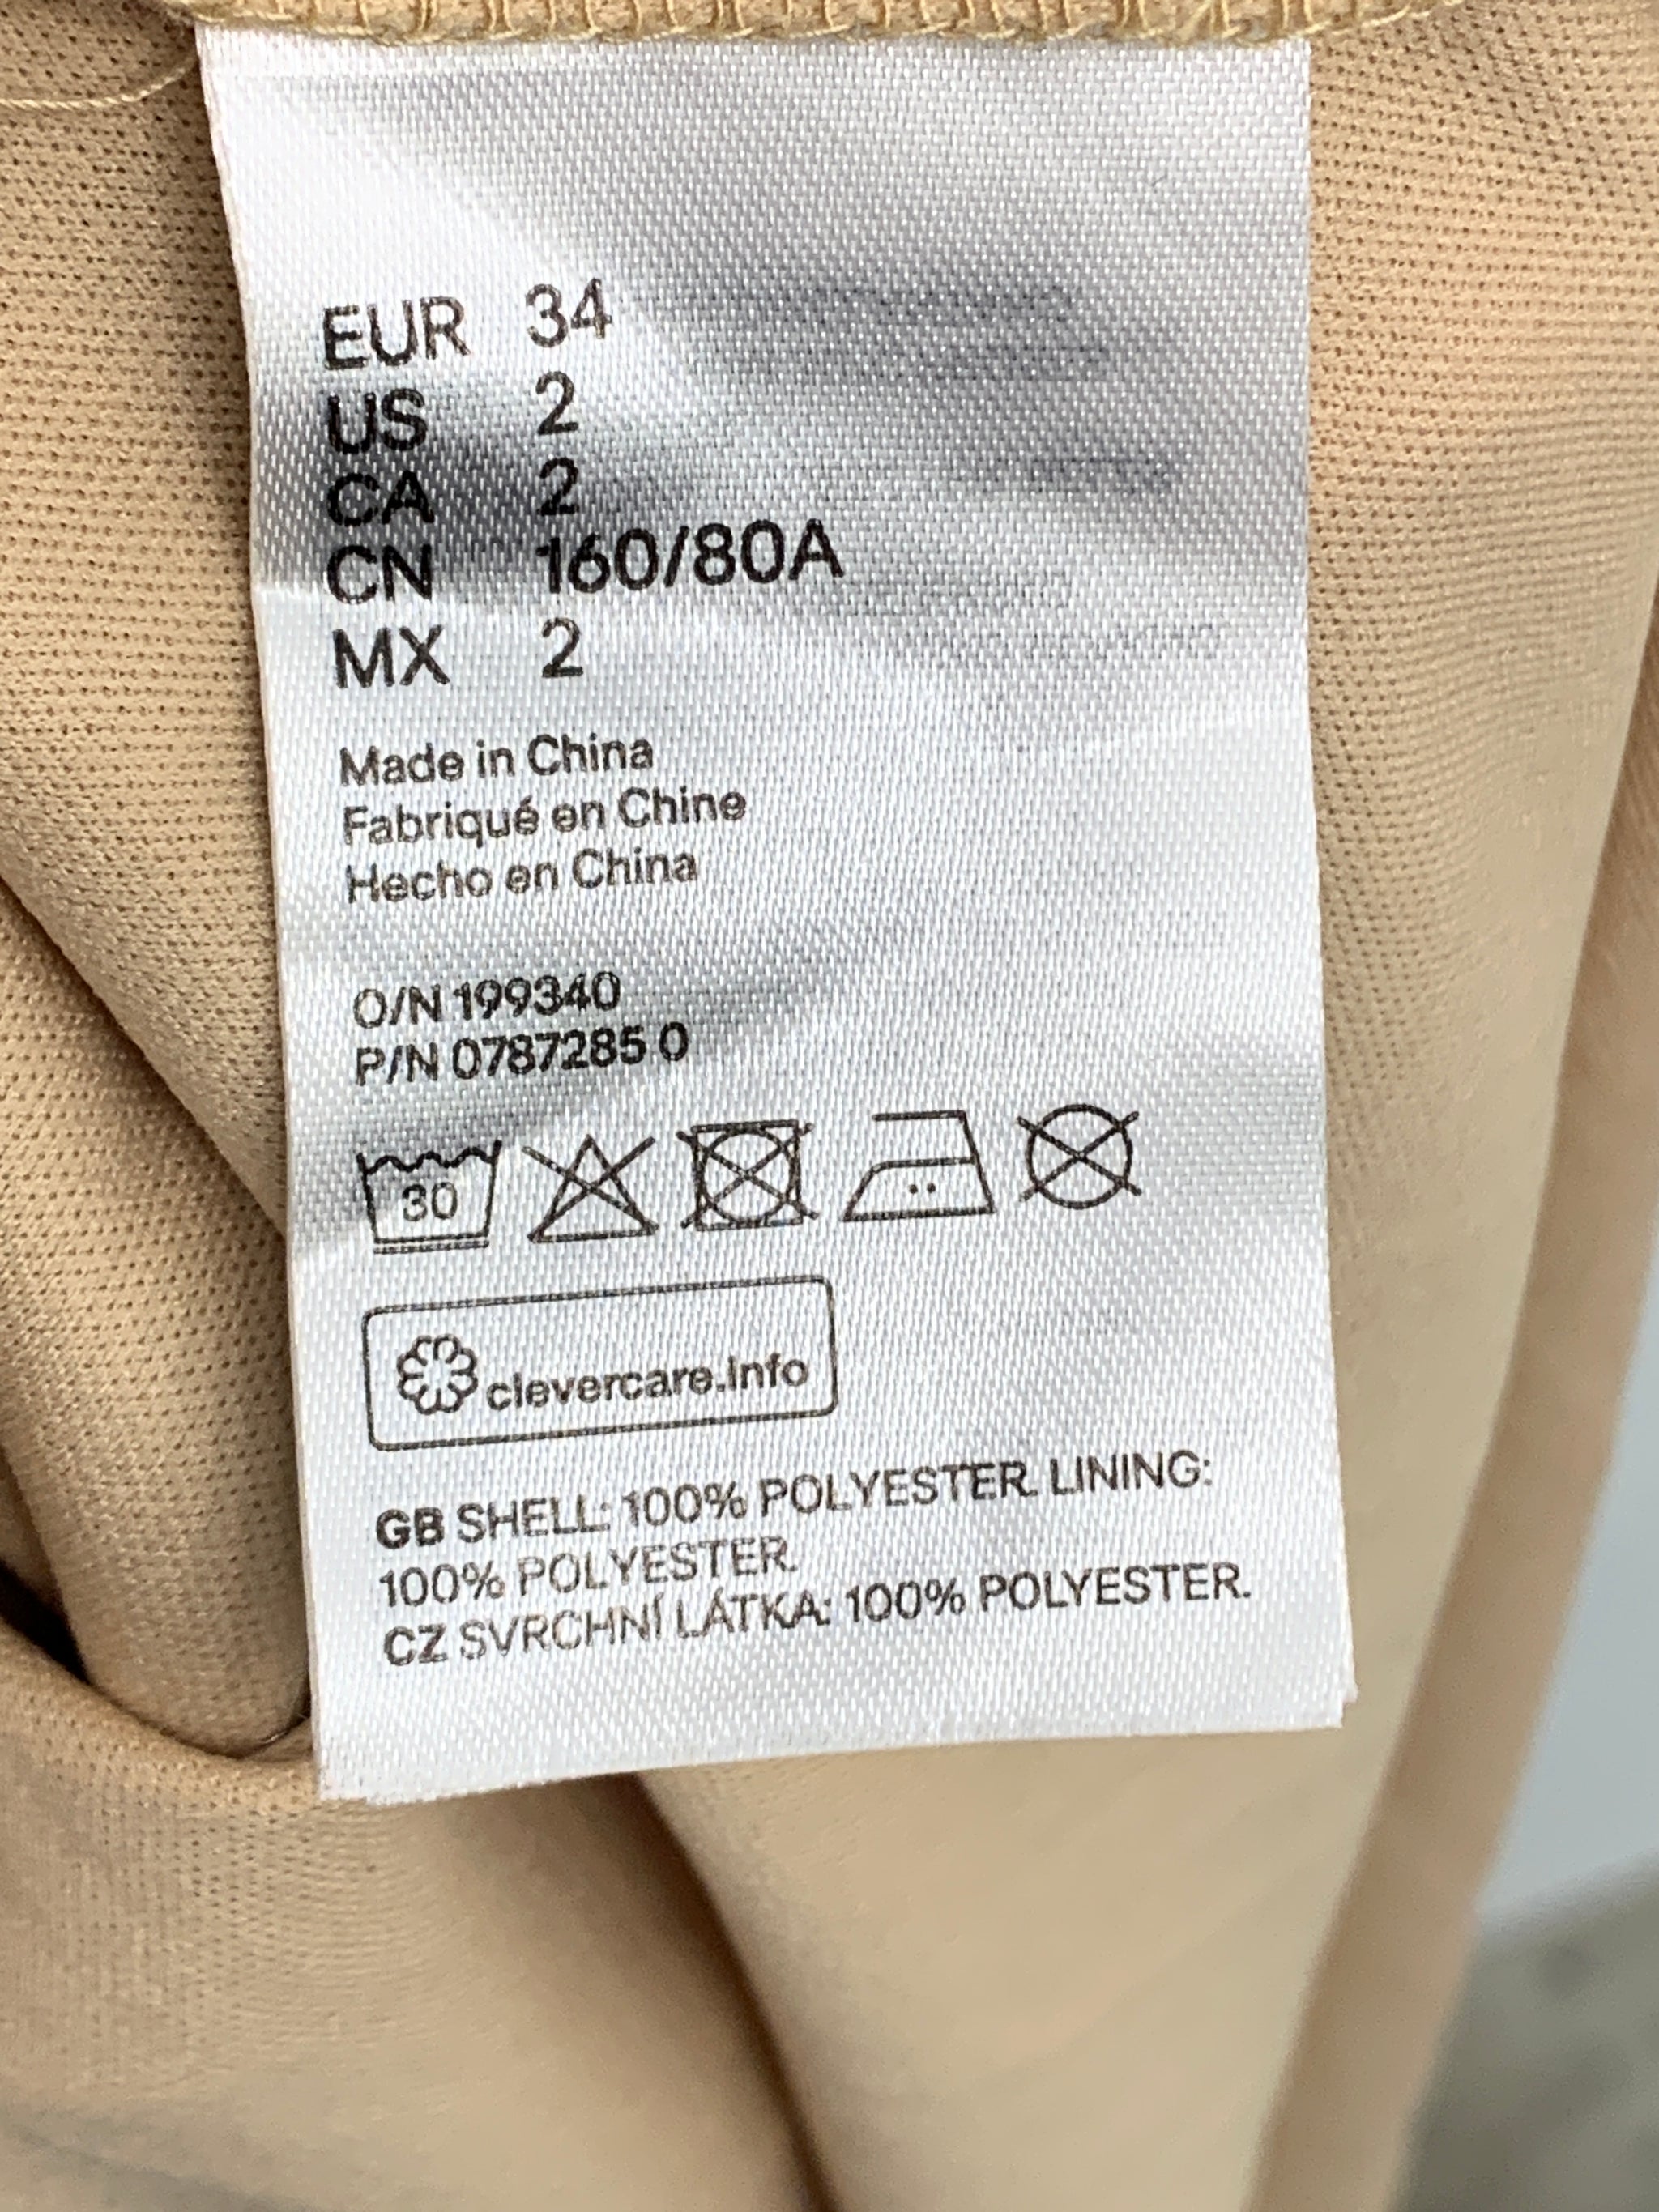 EUR 34
US 2
CA 2
CN 160/80A
MX 2
Made in China
Fabriqué en Chine
Hecho en China
O/N 199340
P/N 0787285 0
30
clevercare.info
GB SHELL: 100% POLYESTER. LINING:
100% POLYESTER.
CZ SVRCHNÍ LÁTKA: 100% POLYESTER.